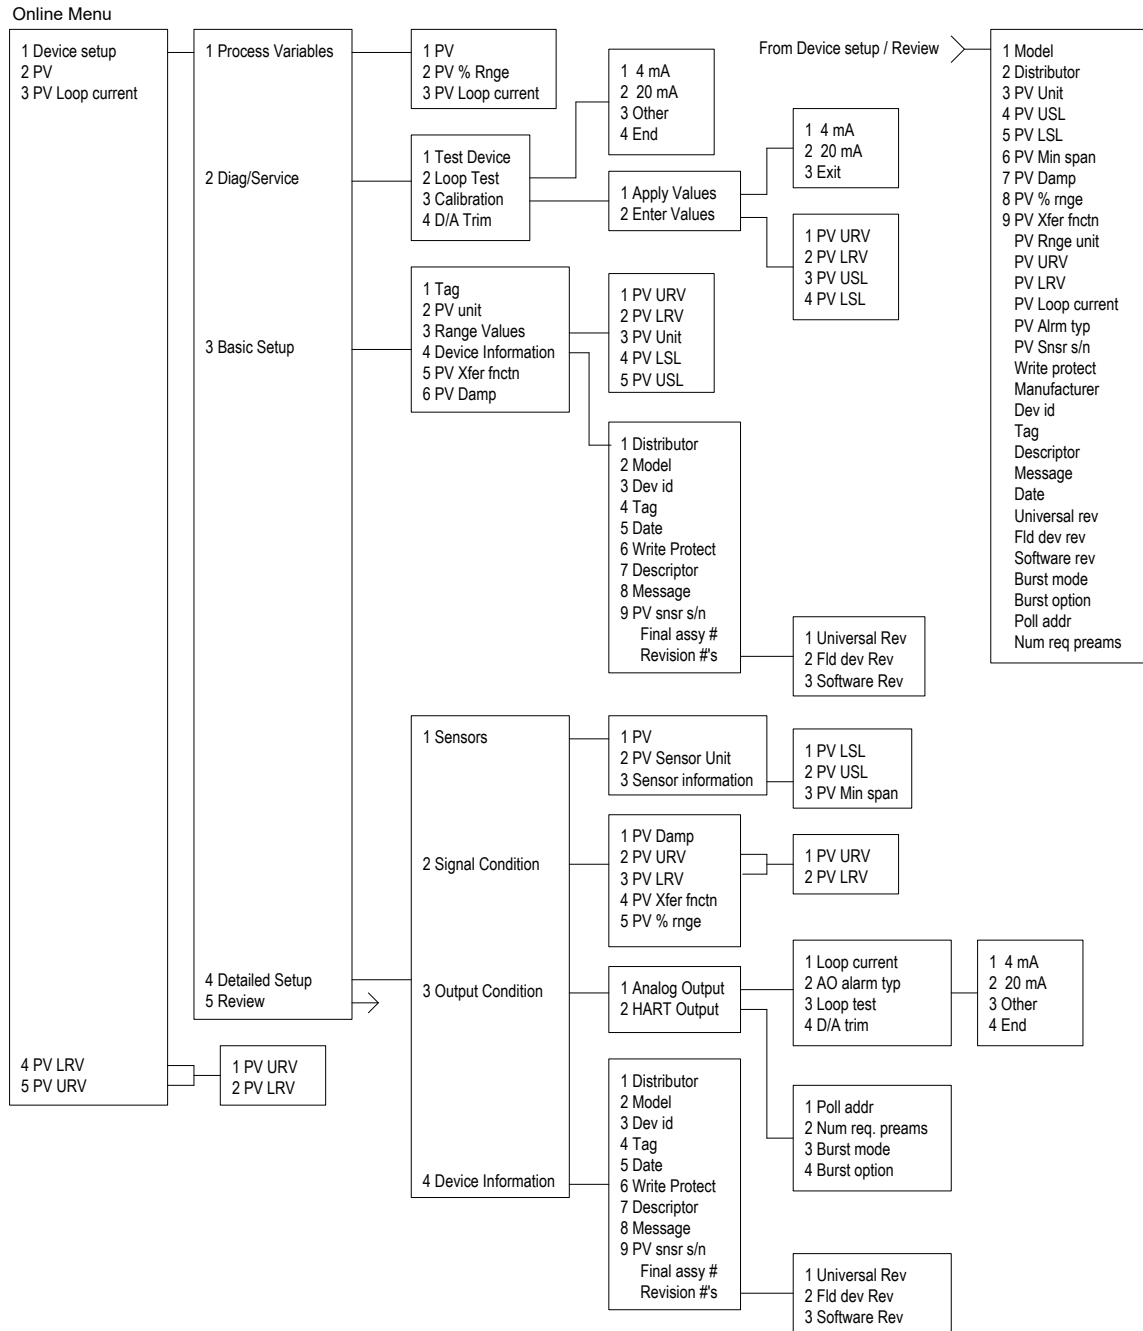 Online Menu
1 Device setup
2 PV
3 PV Loop current
4 PV LRV
5 PV URV
1 PV URV
2 PV LRV
1 Process Variables
2 Diag/Service
3 Basic Setup
4 Detailed Setup
5 Review
1 PV
2 PV % Rnge
3 PV Loop current
1 Test Device
2 Loop Test
3 Calibration
4 D/A Trim
1 4 mA
2 20 mA
3 Other
4 End
1 Apply Values
2 Enter Values
1 4 mA
2 20 mA
3 Exit
1 PV URV
2 PV LRV
3 PV USL
4 PV LSL
1 Tag
2 PV unit
3 Range Values
4 Device Information
5 PV Xfer fnctn
6 PV Damp
1 PV URV
2 PV LRV
3 PV Unit
4 PV LSL
5 PV USL
1 Distributor
2 Model
3 Dev id
4 Tag
5 Date
6 Write Protect
7 Descriptor
8 Message
9 PV snsr s/n
Final assy #
Revision #'s
1 Universal Rev
2 Fld dev Rev
3 Software Rev
1 Sensors
2 Signal Condition
3 Output Condition
4 Device Information
1 PV
2 PV Sensor Unit
3 Sensor information
1 PV LSL
2 PV USL
3 PV Min span
1 PV Damp
2 PV URV
3 PV LRV
4 PV Xfer fnctn
5 PV % rnge
1 PV URV
2 PV LRV
1 Analog Output
2 HART Output
1 Loop current
2 AO alarm typ
3 Loop test
4 D/A trim
1 4 mA
2 20 mA
3 Other
4 End
1 Poll addr
2 Num req. preams
3 Burst mode
4 Burst option
1 Distributor
2 Model
3 Dev id
4 Tag
5 Date
6 Write Protect
7 Descriptor
8 Message
9 PV snsr s/n
Final assy #
Revision #'s
1 Universal Rev
2 Fld dev Rev
3 Software Rev
From Device setup / Review
1 Model
2 Distributor
3 PV Unit
4 PV USL
5 PV LSL
6 PV Min span
7 PV Damp
8 PV % rnge
9 PV Xfer fnctn
PV Rnge unit
PV URV
PV LRV
PV Loop current
PV Alrm typ
PV Snsr s/n
Write protect
Manufacturer
Dev id
Tag
Descriptor
Message
Date
Universal rev
Fld dev rev
Software rev
Burst mode
Burst option
Poll addr
Num req preams